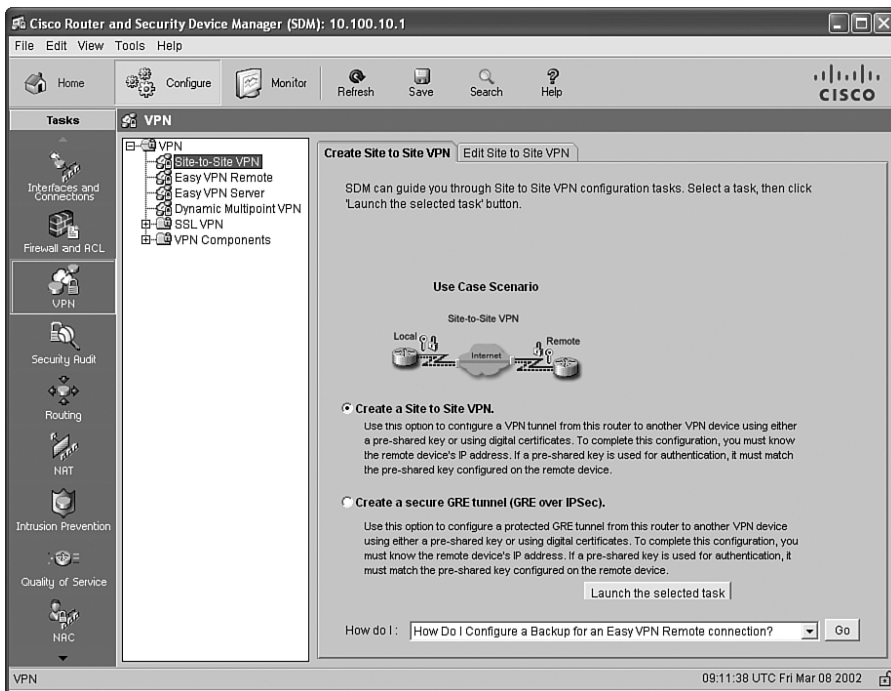 Cisco Router and Security Device Manager (SDM): 10.100.10.1
File Edit View Tools Help
Home
Configure
Monitor
Refresh
Save
Search
Help
CISCO
Tasks
VPN
Interfaces and
Connections
Firewall and ACL
VPN
Security Audit
Routing
NAT
Intrusion Prevention
Quality of Service
NAC
VPN
Site-to-Site VPN
Easy VPN Remote
Easy VPN Server
Dynamic Multipoint VPN
SSL VPN
VPN Components
Create Site to Site VPN
Edit Site to Site VPN
SDM can guide you through Site to Site VPN configuration tasks. Select a task, then click
'Launch the selected task' button.
Use Case Scenario
Site-to-Site VPN
Local
Internet
Remote
Create a Site to Site VPN.
Use this option to configure a VPN tunnel from this router to another VPN device using either
a pre-shared key or using digital certificates. To complete this configuration, you must know
the remote device's IP address. If a pre-shared key is used for authentication, it must match
the pre-shared key configured on the remote device.
Create a secure GRE tunnel (GRE over IPSec).
Use this option to configure a protected GRE tunnel from this router to another VPN device
using either a pre-shared key or using digital certificates. To complete this configuration, you
must know the remote device's IP address. If a pre-shared key is used for authentication, it
must match the pre-shared key configured on the remote device.
Launch the selected task
How do I: How Do I Configure a Backup for an Easy VPN Remote connection? Go
VPN
09:11:38 UTC Fri Mar 08 2002